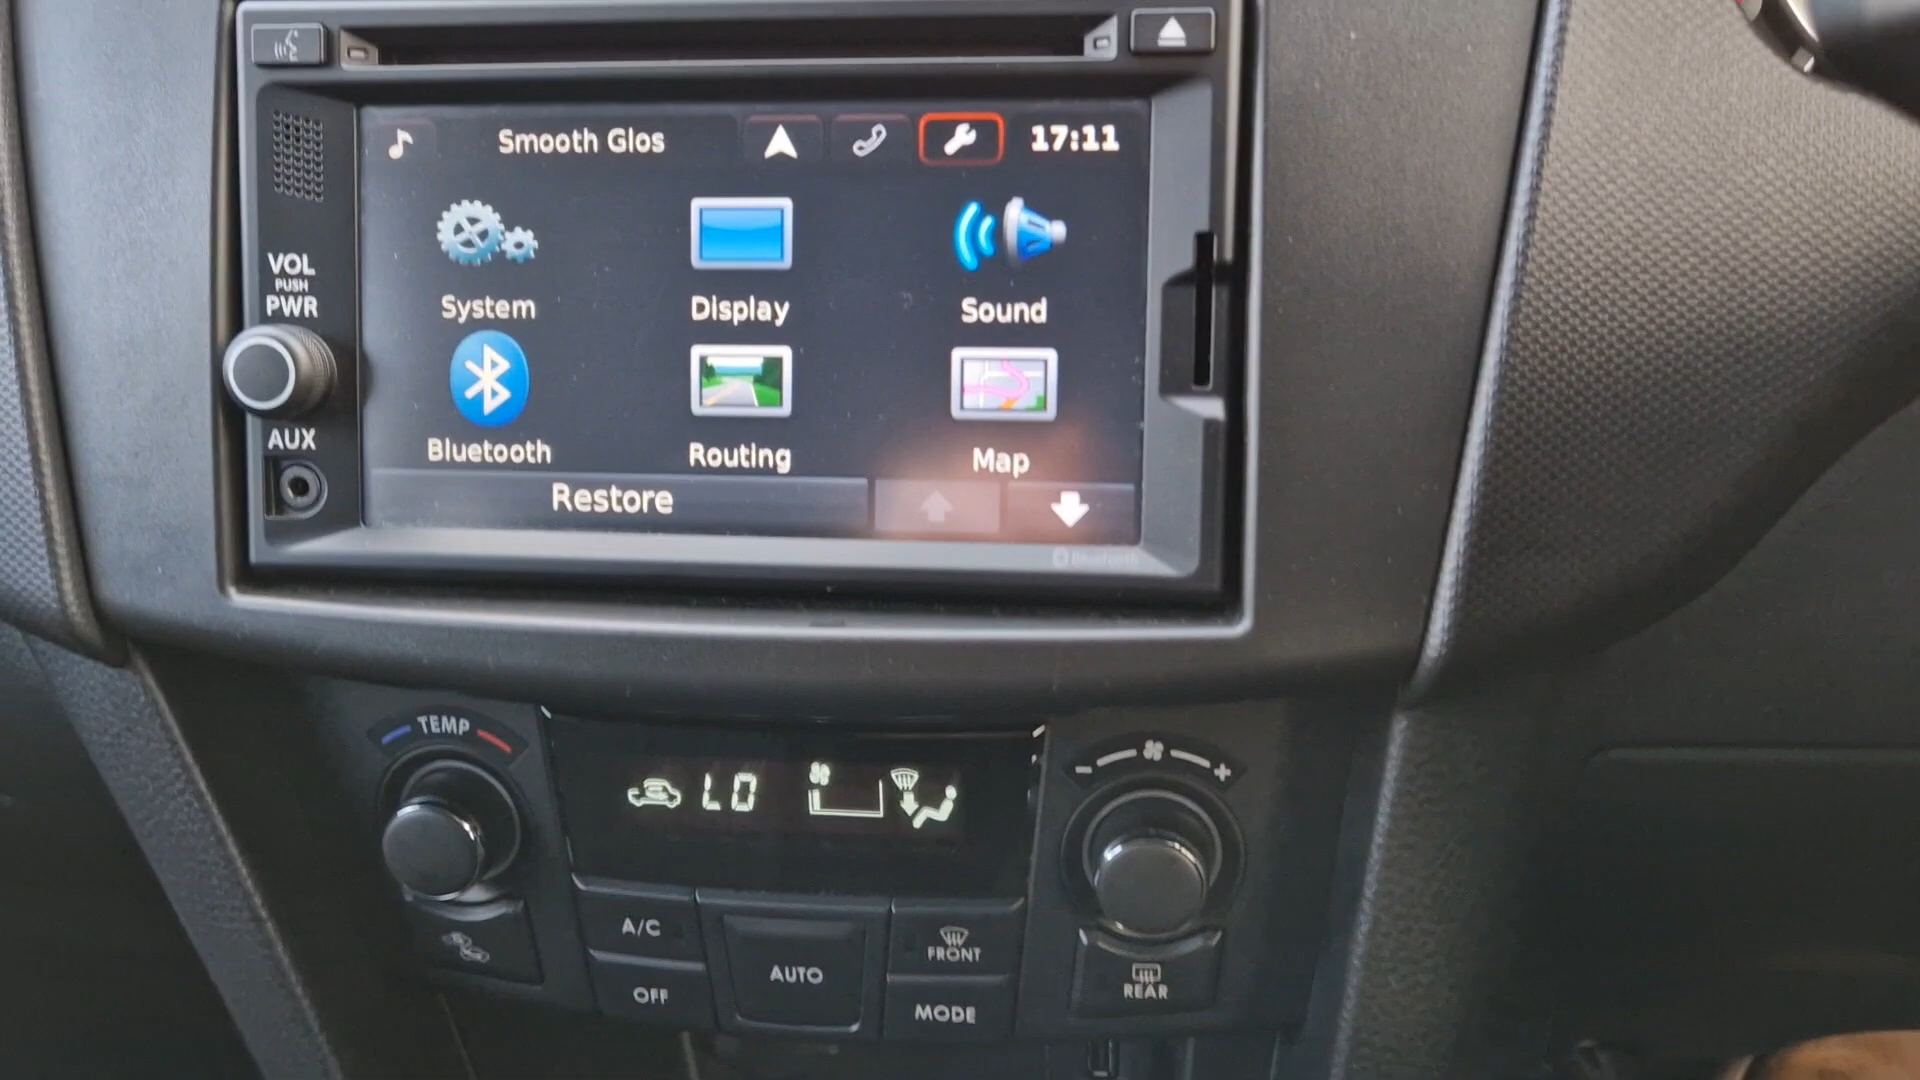 Smooth Glos
17:11
VOL
PUSH
PWR
AUX
System
Display
Sound
Bluetooth
Routing
Map
Restore
Bluetooth
TEMP
LO
- +
A/C
AUTO
FRONT
OFF
MODE
REAR